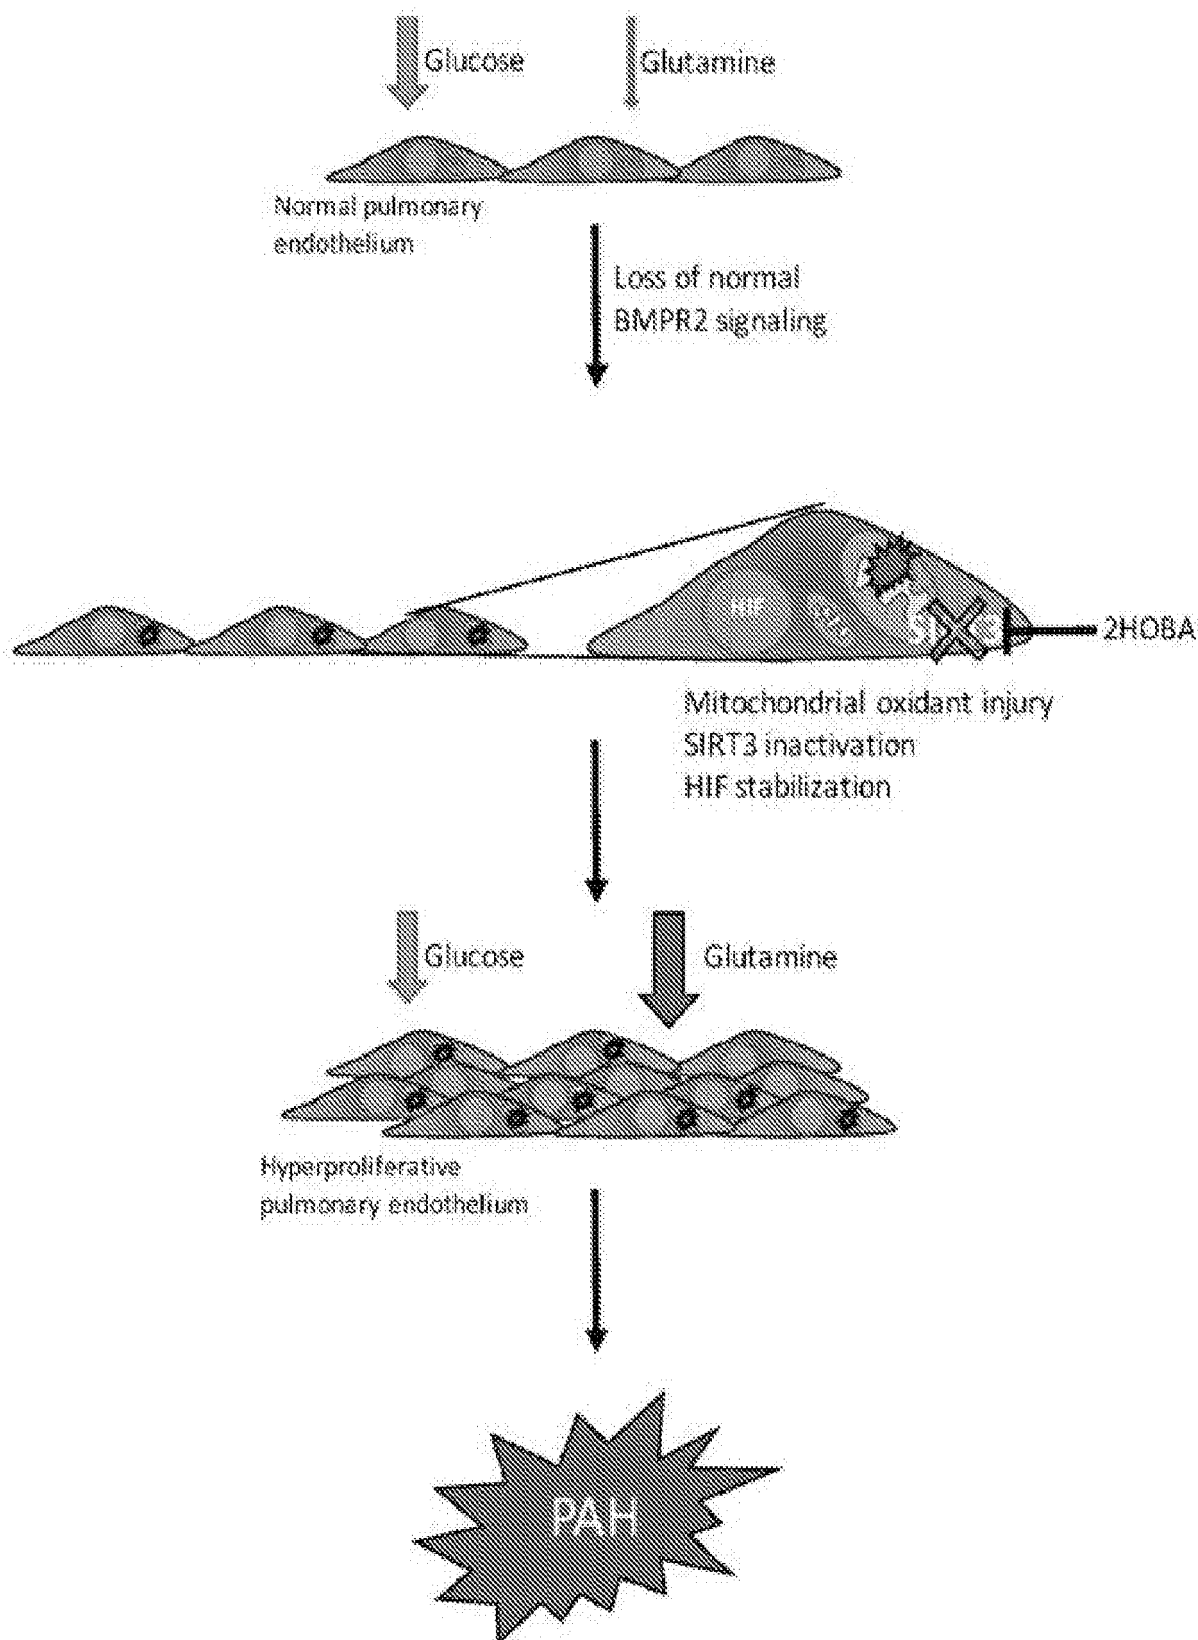 Glucose
Glutamine
Normal pulmonary
endothelium
Loss of normal
BMPR2 signaling
HIF
2HOBA
Mitochondrial oxidant injury
SIRT3 inactivation
HIF stabilization
Glucose
Glutamine
Hyperproliferative
pulmonary endothelium
PAH